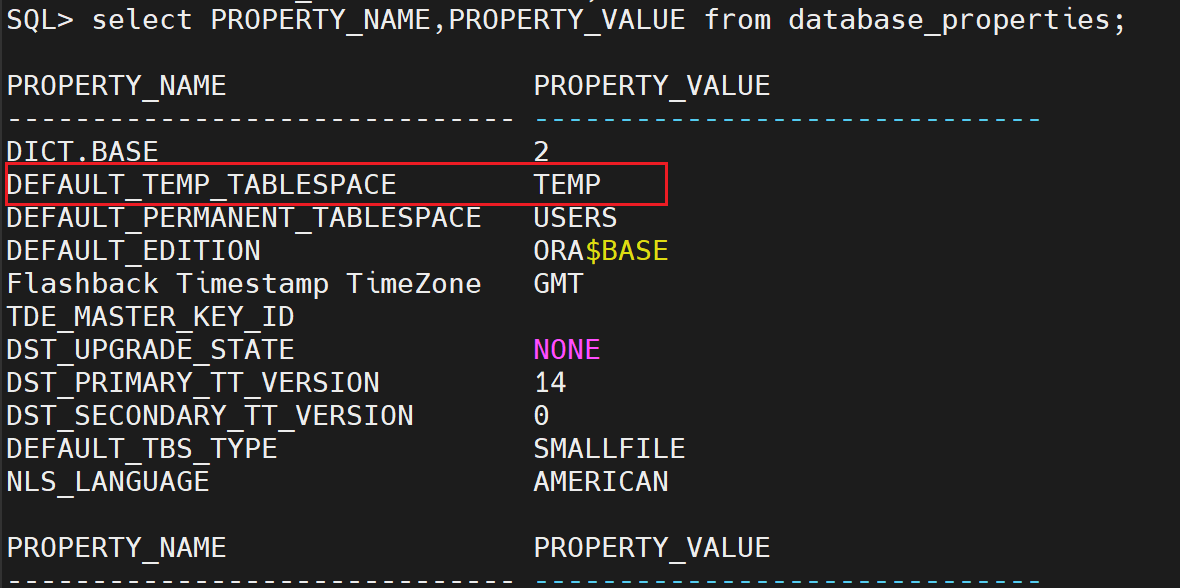 SQL> select PROPERTY_NAME,PROPERTY_VALUE from database_properties;
PROPERTY_NAME                  PROPERTY_VALUE
------------------------------ ------------------------------
DICT.BASE                      2
DEFAULT_TEMP_TABLESPACE        TEMP
DEFAULT_PERMANENT_TABLESPACE   USERS
DEFAULT_EDITION                ORA$BASE
Flashback Timestamp TimeZone   GMT
TDE_MASTER_KEY_ID
DST_UPGRADE_STATE              NONE
DST_PRIMARY_TT_VERSION         14
DST_SECONDARY_TT_VERSION       0
DEFAULT_TBS_TYPE               SMALLFILE
NLS_LANGUAGE                   AMERICAN
PROPERTY_NAME                  PROPERTY_VALUE
------------------------------ ------------------------------